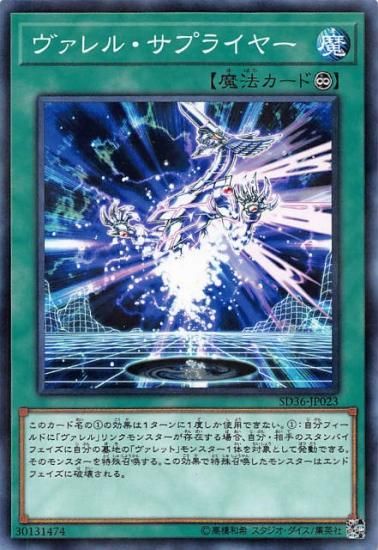 ヴァレル・サプライヤー
魔
【魔法カード】
SD36-JP023
このカード名の①の効果は1ターンに1度しか使用できない。①：自分フィ
ールドに「ヴァレル」リンクモンスターが存在する場合、自分・相手のスタンバイ
フェイズに自分の墓地の「ヴァレット」モンスター1体を対象として発動できる。
そのモンスターを特殊召喚する。この効果で特殊召喚したモンスターはエンド
フェイズに破壊される。
30131474
©高橋和希 スタジオ・ダイス/集英社